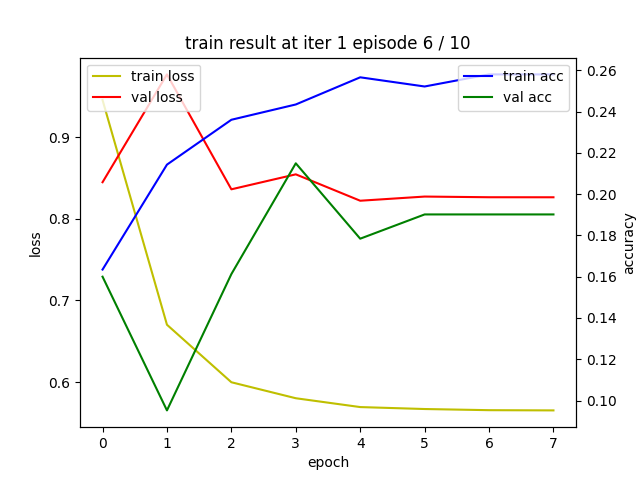 train result at iter 1 episode 6 / 10
train loss
val loss
train acc
val acc
0.9
0.8
0.7
0.6
loss
0.26
0.24
0.22
0.20
0.18
0.16
0.14
0.12
0.10
accuracy
0 1 2 3 4 5 6 7
epoch